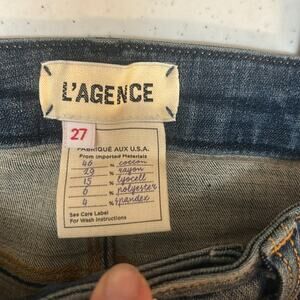 L'AGENCE
27
FABRIQUÉ AUX U.S.A.
From Imported Materials
46 % cotton
29 % rayon
15 % lyocell
6 % polyester
4 % spandex
See Care Label
For Wash Instructions